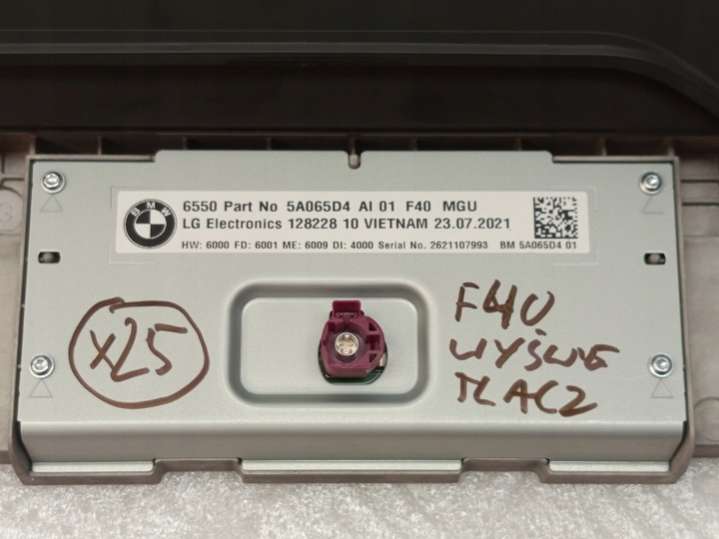 BMW
6550 Part No 5A065D4 AI 01 F40 MGU
LG Electronics 128228 10 VIETNAM 23.07.2021
HW: 6000 FD: 6001 ME: 6009 DI: 4000 Serial No. 2621107993 BM 5A065D4 01
X25
F40
WYŚWIE
TLACZ